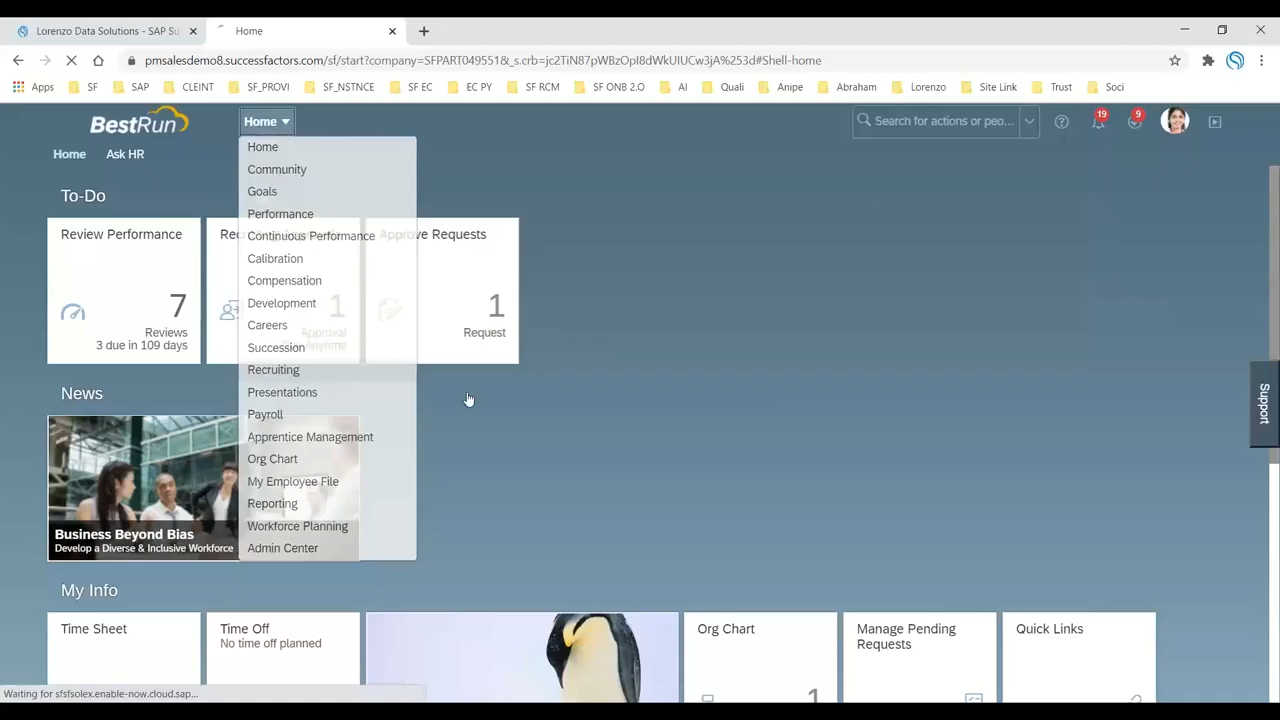 Lorenzo Data Solutions - SAP Su
Home
pmsalesdemo8.successfactors.com/sf/start?company=SFPART049551&_s.crb=jc2TiN87pWBzOpI8dWkUIUCw3jA%253d#Shell-home
Apps
SF
SAP
CLEINT
SF_PROVI
SF_NSTNCE
SF EC
EC PY
SF RCM
SF ONB 2.O
AI
Quali
Anipe
Abraham
Lorenzo
Site Link
Trust
Soci
BestRun
Home
Search for actions or peo...
19
9
Home
Ask HR
Home
Community
Goals
Performance
Continuous Performance
Calibration
Compensation
Development
Careers
Succession
Recruiting
Presentations
Payroll
Apprentice Management
Org Chart
My Employee File
Reporting
Workforce Planning
Admin Center
To-Do
Review Performance
7
Reviews
3 due in 109 days
1
Approval
Anytime
Approve Requests
1
Request
News
Business Beyond Bias
Develop a Diverse & Inclusive Workforce
Support
My Info
Time Sheet
Time Off
No time off planned
Org Chart
1
Manage Pending
Requests
Quick Links
Waiting for sfsfsolex.enable-now.cloud.sap...